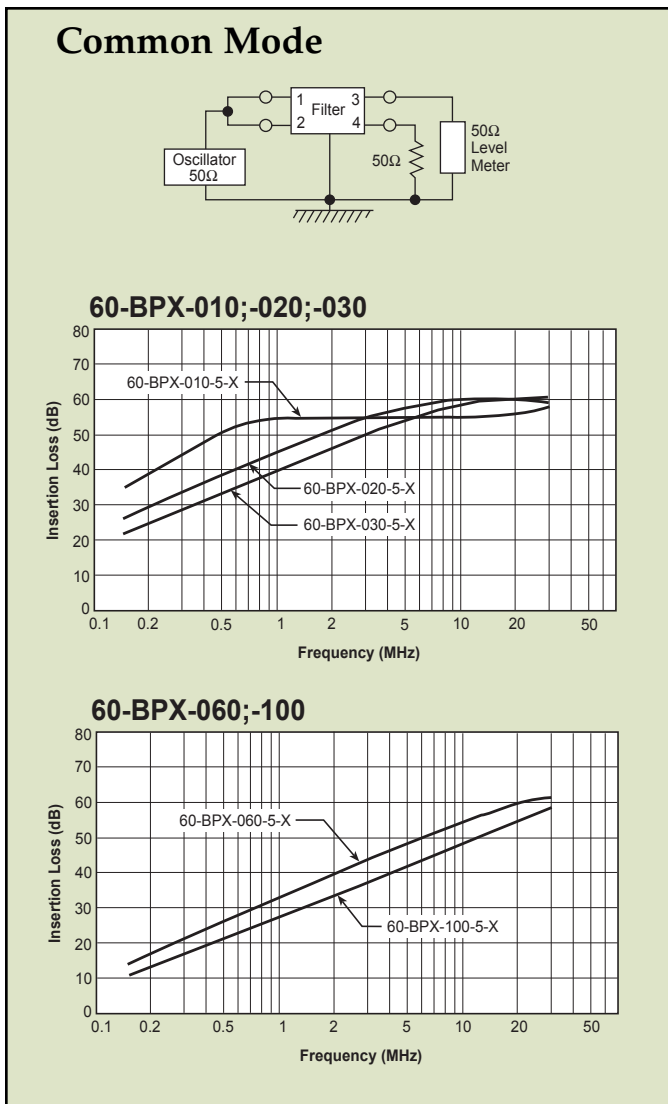 Common Mode
1 Filter 3
2 4
Oscillator
50Ω
50Ω
50Ω
Level
Meter
60-BPX-010;-020;-030
Insertion Loss (dB)
80
70
60
50
40
30
20
10
0
60-BPX-010-5-X
60-BPX-020-5-X
60-BPX-030-5-X
0.1 0.2 0.5 1 2 5 10 20 50
Frequency (MHz)
60-BPX-060;-100
Insertion Loss (dB)
80
70
60
50
40
30
20
10
0
60-BPX-060-5-X
60-BPX-100-5-X
0.1 0.2 0.5 1 2 5 10 20 50
Frequency (MHz)